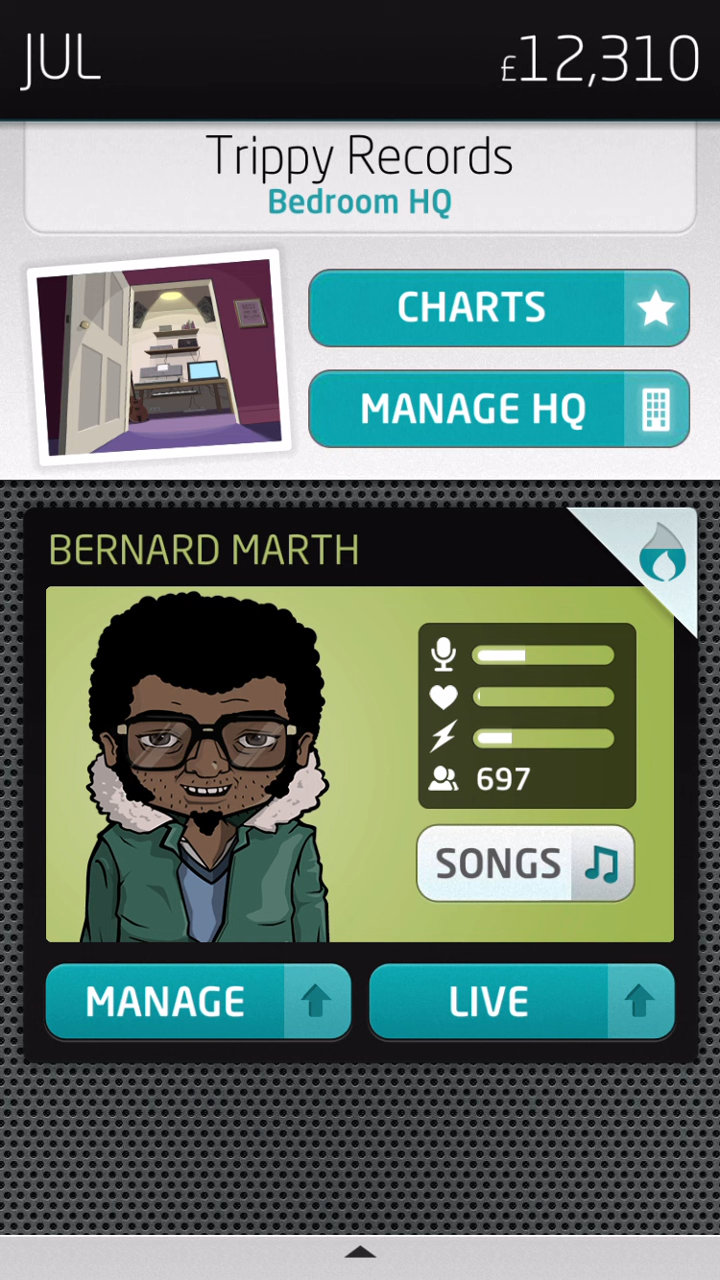 JUL
£12,310
Trippy Records
Bedroom HQ
CHARTS
MANAGE HQ
BERNARD MARTH
697
SONGS
MANAGE
LIVE